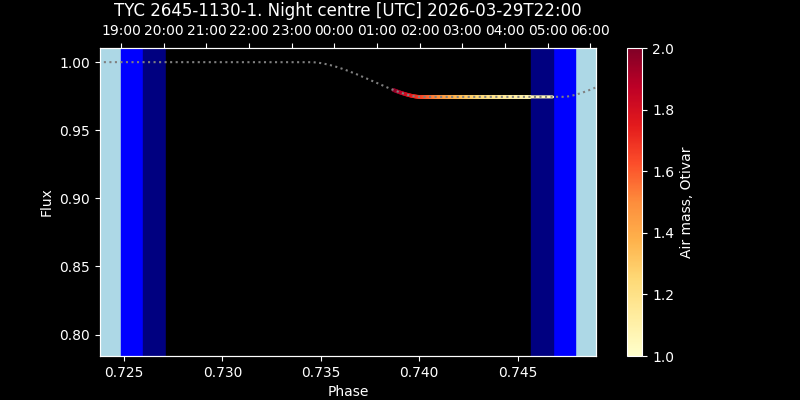 TYC 2645-1130-1. Night centre [UTC] 2026-03-29T22:00
19:00 20:00 21:00 22:00 23:00 00:00 01:00 02:00 03:00 04:00 05:00 06:00
1.00
0.95
0.90
0.85
0.80
Flux
0.725 0.730 0.735 0.740 0.745
Phase
2.0
1.8
1.6
1.4
1.2
1.0
Air mass, Otivar